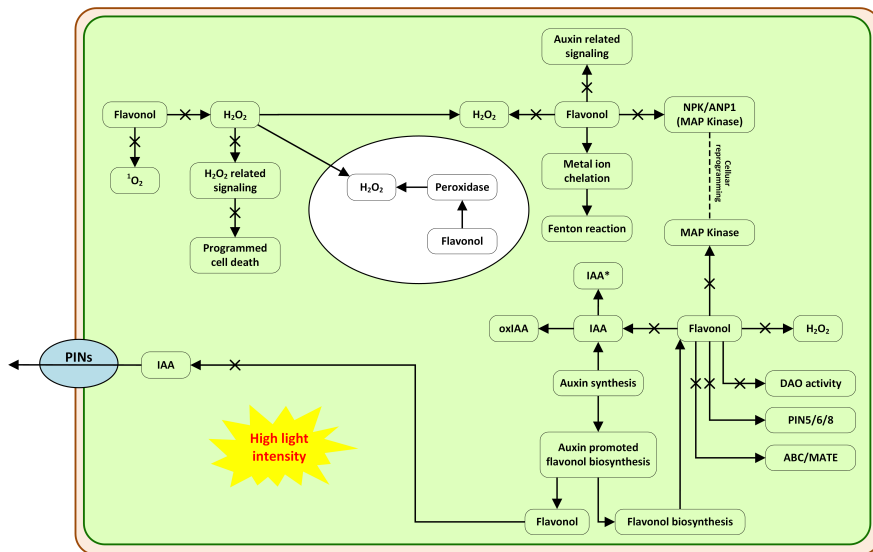 Auxin related
signaling
Flavonol
H₂O₂
H₂O₂
Flavonol
NPK/ANP1
(MAP Kinase)
¹O₂
H₂O₂ related
signaling
Programmed
cell death
H₂O₂
Peroxidase
Flavonol
Metal ion
chelation
Fenton reaction
Celluar
reprogramming
MAP Kinase
IAA*
oxIAA
IAA
Flavonol
H₂O₂
PINs
IAA
Auxin synthesis
DAO activity
PIN5/6/8
ABC/MATE
High light
intensity
Auxin promoted
flavonol biosynthesis
Flavonol
Flavonol biosynthesis